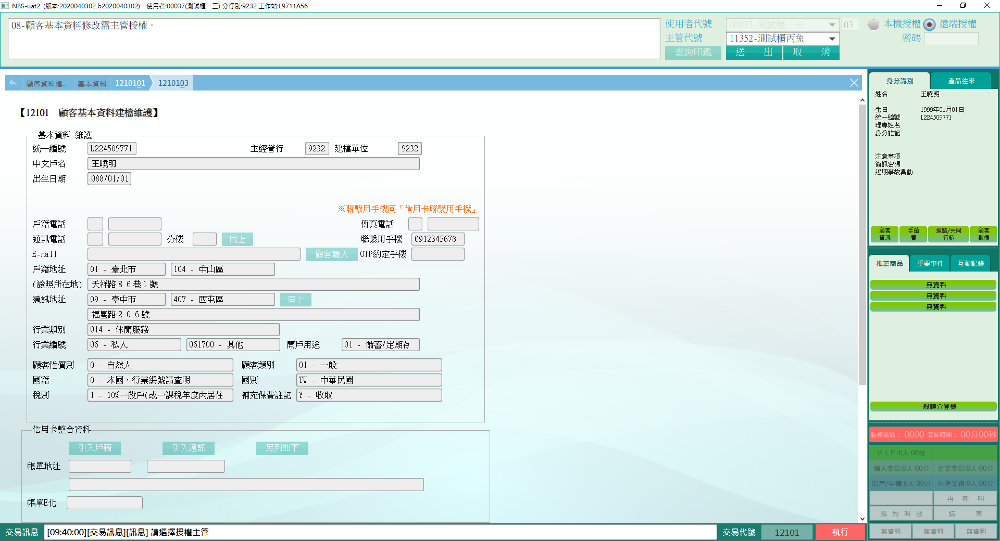 NBS-uat2 (版本:2020040302.b2020040302) 使用者:00037(測試櫃一三) 分行別:9232 工作站:L9711A56
08-顧客基本資料修改需主管授權。
使用者代號 00037-測試櫃一三 03 本機授權 遠端授權
主管代號 11352-測試櫃丙兔 密碼
查詢印鑑 送 出 取 消
顧客資料建.. 基本資料 1210101 1210103
【12101 顧客基本資料建檔維護】
基本資料-維護
統一編號 L224509771 主經營行 9232 建檔單位 9232
中文戶名 王曉明
出生日期 088/01/01
※聯繫用手機同「信用卡聯繫用手機」
戶籍電話 傳真電話
通訊電話 分機 同上 聯繫用手機 0912345678
E-mail 顧客輸入 OTP約定手機
戶籍地址 01 - 臺北市 104 - 中山區
(證照所在地) 天祥路８６巷１號
通訊地址 09 - 臺中市 407 - 西屯區 同上
福星路２０６號
行業類別 014 - 休閒服務
行業編號 06 - 私人 061700 - 其他 開戶用途 01 - 儲蓄/定期存
顧客性質別 0 - 自然人 顧客類別 01 - 一般
國籍 0 - 本國，行業編號請查明 國別 TW - 中華民國
稅別 1 - 10%一般戶(或一課稅年度內居住 補充保費註記 Y - 收取
信用卡整合資料
引入戶籍 引入通訊 另列如下
帳單地址
帳單E化
交易訊息 [09:40:00][交易訊息][訊息] 請選擇授權主管 交易代號 12101 執行
身分識別 產品往來
姓名 王曉明
生日 1999年01月01日
統一編號 L224509771
理專姓名
身分註記
注意事項
簡訊密碼
近期事故異動
顧客資訊 手續費 通路/共同行銷 顧客影像
推薦商品 重要事件 互動記錄
無資料
無資料
無資料
一般轉介登錄
服務號碼： 0000 等候時間： 00分00秒
ＶＩＰ:0人 00分
個人交易:0人 00分 企業交易:0人 00分
開戶/申請:0人 00分 外匯業務:0人 00分
再 呼 叫
預 約 叫 號 結 束
無資料 無資料 無資料